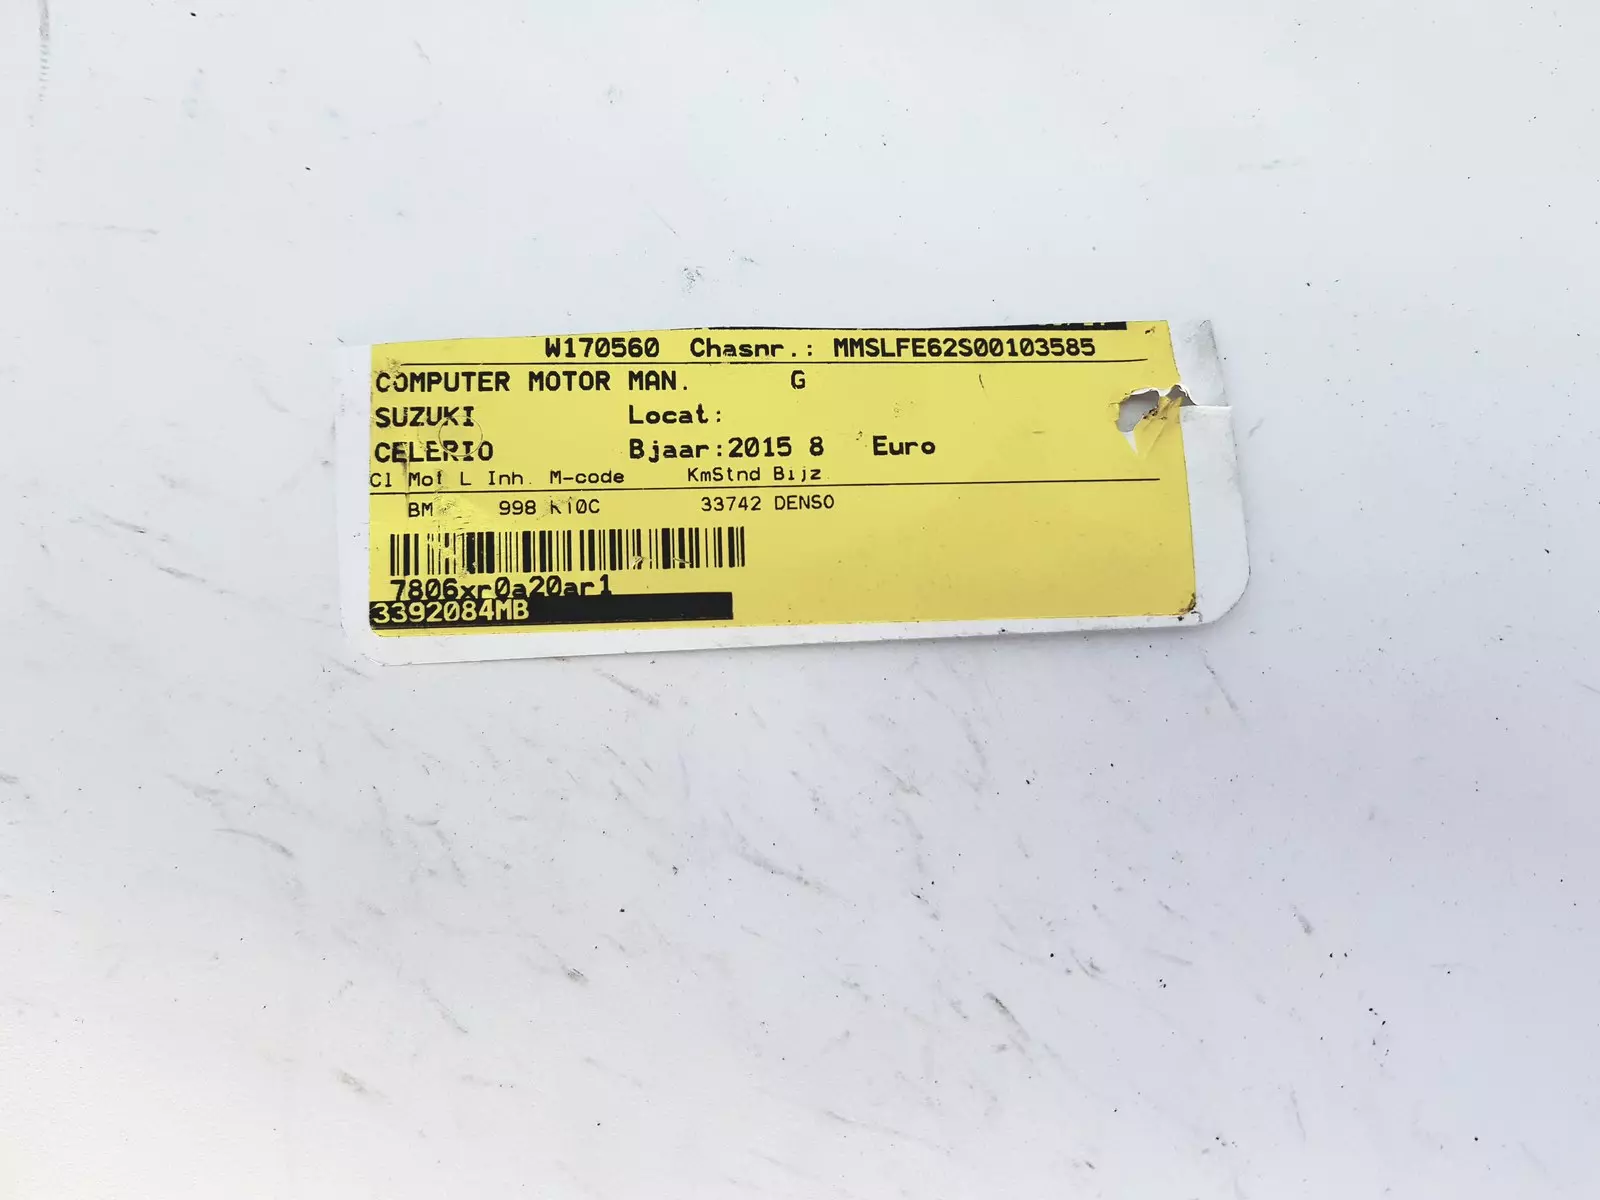 W170560 Chasnr.: MMSLFE62S00103585
COMPUTER MOTOR MAN. G
SUZUKI Locat:
CELERIO Bjaar:2015 8 Euro
Cl Mot L Inh. M-code KmStnd Bijz
BM 998 K10C 33742 DENSO
7806xr0a20ar1
3392084MB